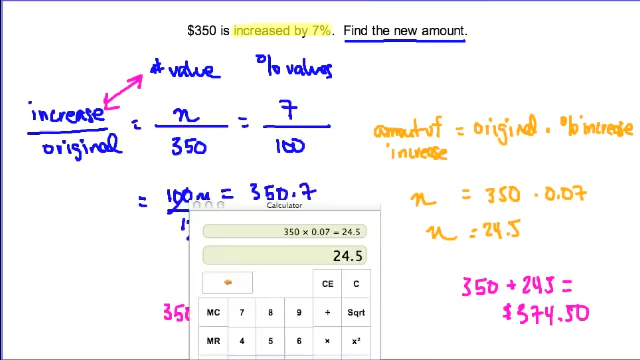 $350 is increased by 7%. Find the new amount.
# value
% values
increase/original = n/350 = 7/100
= 100n = 350·7
350
amount of increase = original · % increase
n = 350 · 0.07
n = 24.5
350 + 24.5 =
$374.50
Calculator
350 × 0.07 = 24.5
24.5
CE C
MC 7 8 9 ÷ Sqrt
MR 4 5 6 × x²